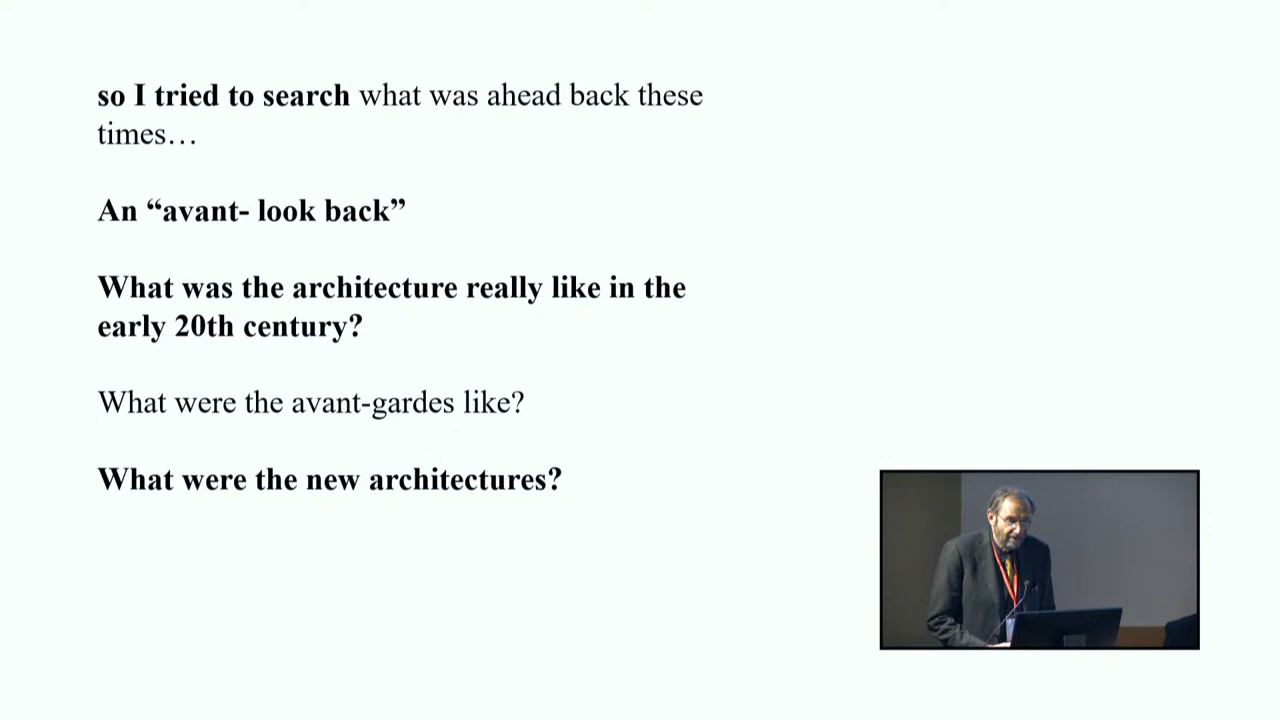 so I tried to search what was ahead back these
times…
An “avant- look back”
What was the architecture really like in the
early 20th century?
What were the avant-gardes like?
What were the new architectures?